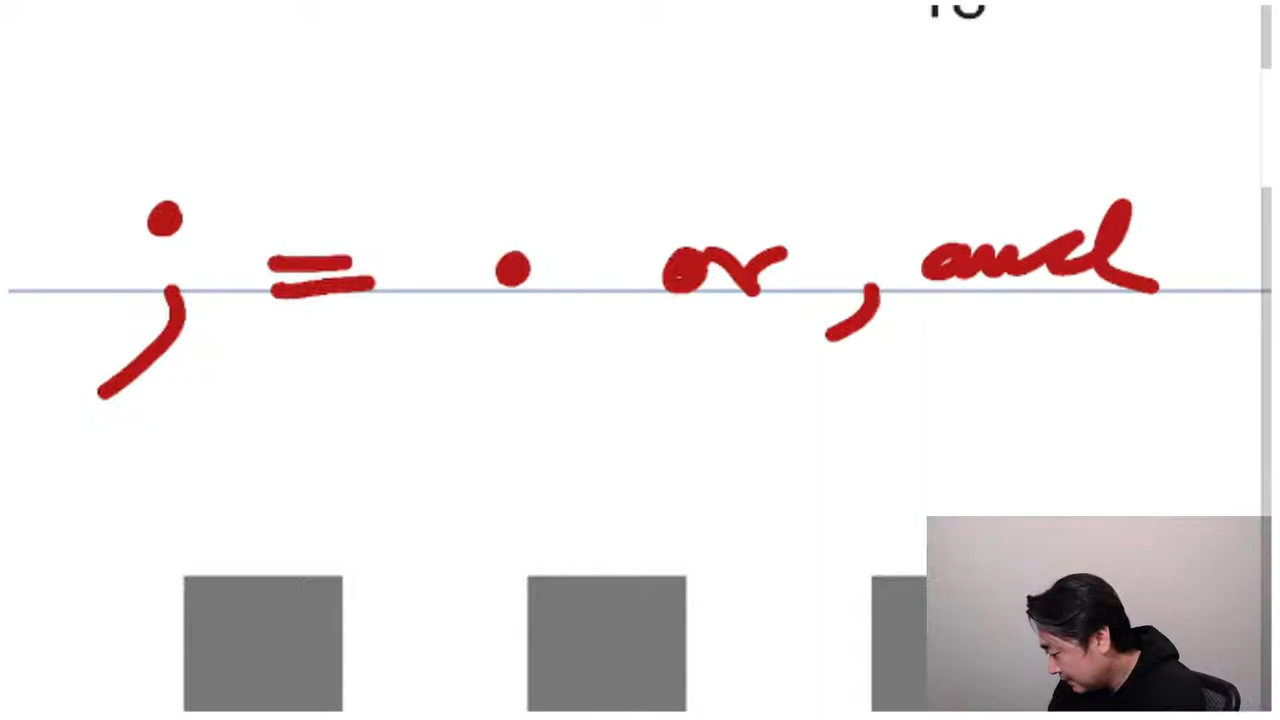 ; = . or , and